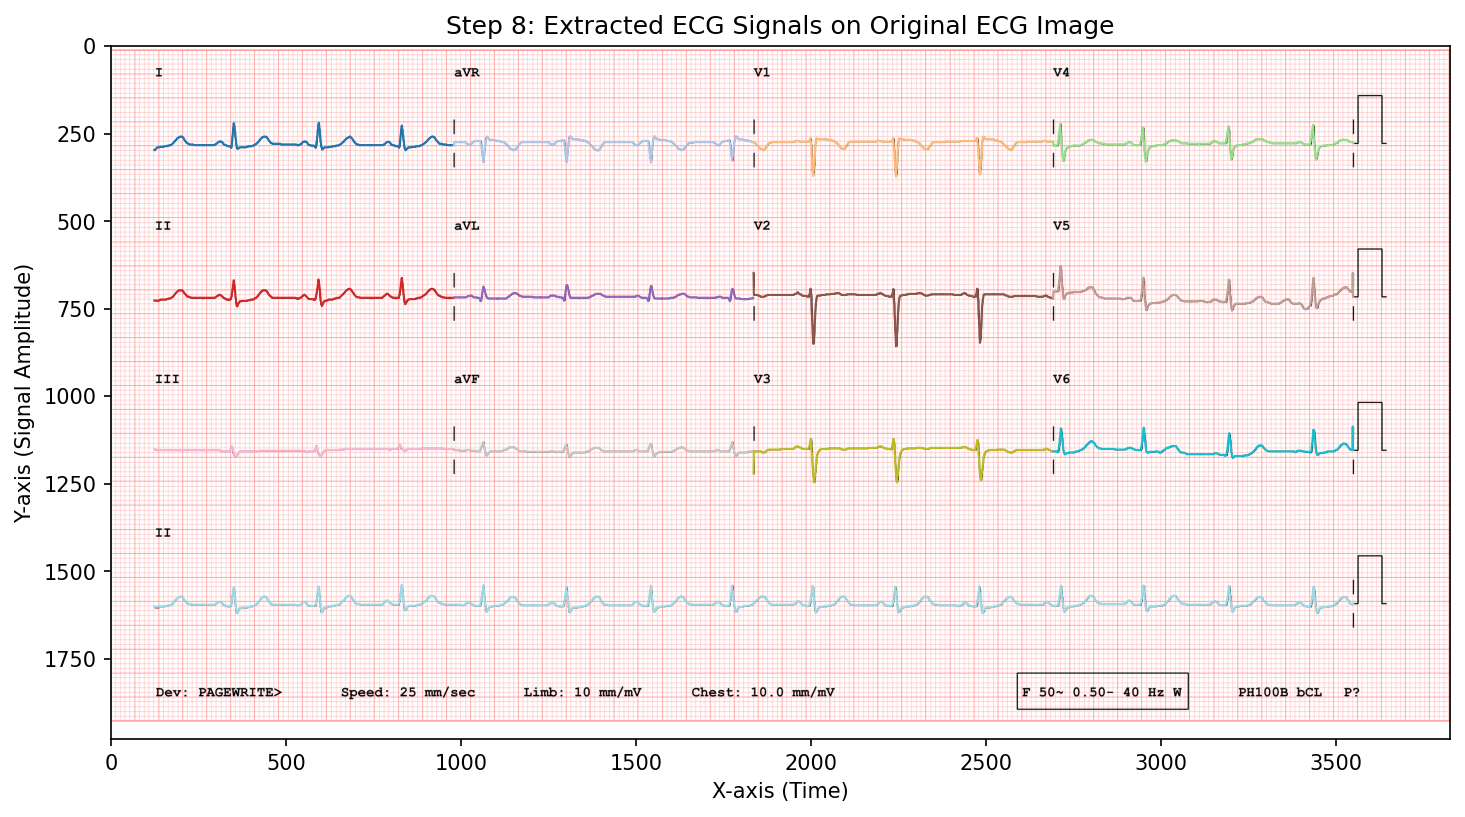 Step 8: Extracted ECG Signals on Original ECG Image
0
I aVR V1 V4
250
500
II aVL V2 V5
750
III aVF V3 V6
1000
1250
II
1500
1750
Dev: PAGEWRITE> Speed: 25 mm/sec Limb: 10 mm/mV Chest: 10.0 mm/mV F 50~ 0.50- 40 Hz W PH100B bCL P?
0 500 1000 1500 2000 2500 3000 3500
X-axis (Time)
Y-axis (Signal Amplitude)